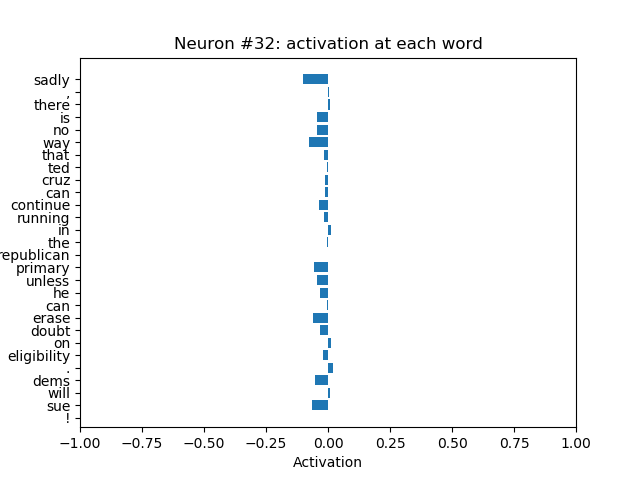 Neuron #32: activation at each word
sadly
,
there
is
no
way
that
ted
cruz
can
continue
running
in
the
republican
primary
unless
he
can
erase
doubt
on
eligibility
.
dems
will
sue
!
−1.00 −0.75 −0.50 −0.25 0.00 0.25 0.50 0.75 1.00
Activation